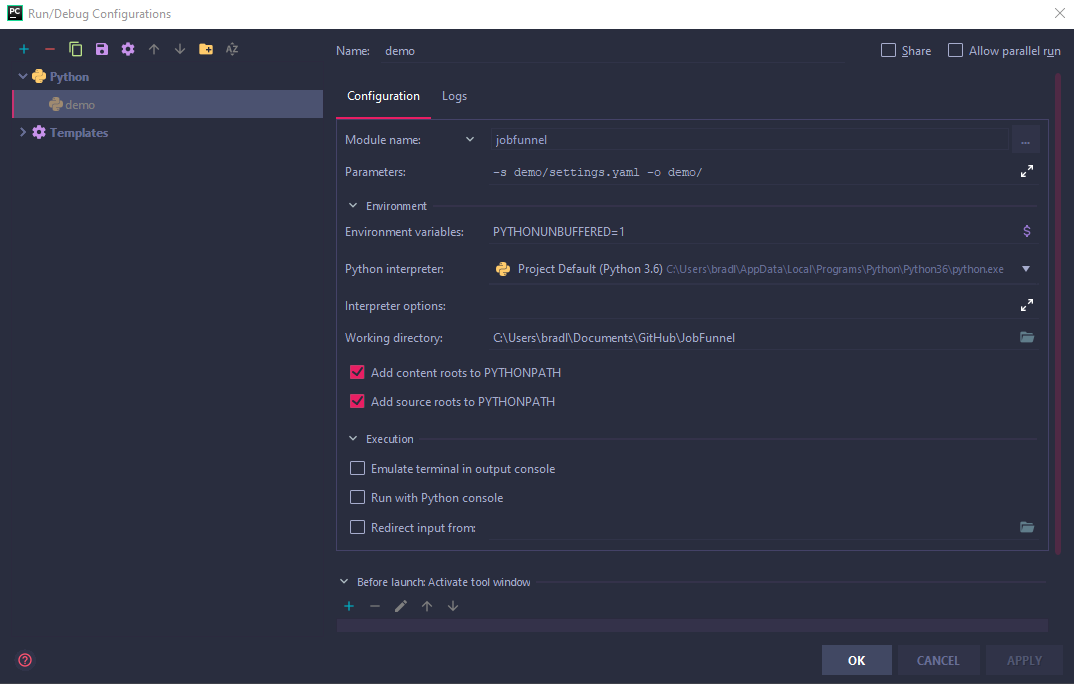 PC Run/Debug Configurations
Name: demo Share Allow parallel run
Python
demo
Templates
Configuration Logs
Module name: jobfunnel ...
Parameters: -s demo/settings.yaml -o demo/
Environment
Environment variables: PYTHONUNBUFFERED=1 $
Python interpreter: Project Default (Python 3.6) C:\Users\bradl\AppData\Local\Programs\Python\Python36\python.exe
Interpreter options:
Working directory: C:\Users\bradl\Documents\GitHub\JobFunnel
Add content roots to PYTHONPATH
Add source roots to PYTHONPATH
Execution
Emulate terminal in output console
Run with Python console
Redirect input from:
Before launch: Activate tool window
? OK CANCEL APPLY